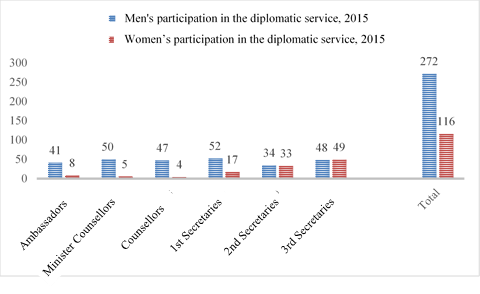 Men's participation in the diplomatic service, 2015
Women's participation in the diplomatic service, 2015
300
250
200
150
100
50
0
41
8
50
5
47
4
52
17
34
33
48
49
272
116
Ambassadors
Minister Counsellors
Counsellors
1st Secretaries
2nd Secretaries
3rd Secretaries
Total